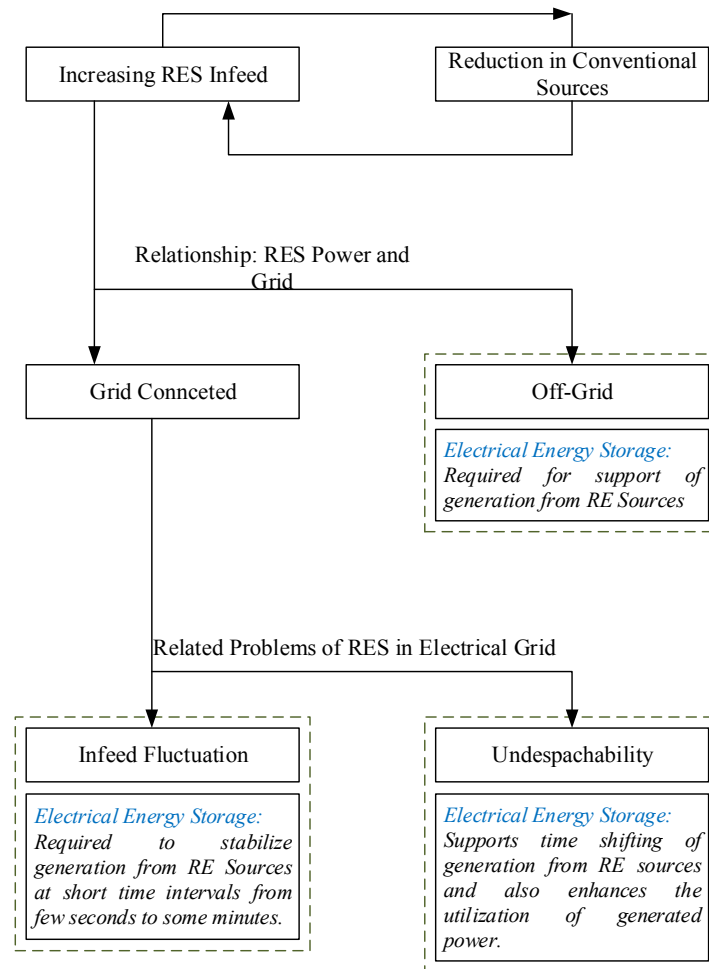 Increasing RES Infeed
Reduction in Conventional
Sources
Relationship: RES Power and
Grid
Grid Connceted
Off-Grid
Electrical Energy Storage:
Required for support of
generation from RE Sources
Related Problems of RES in Electrical Grid
Infeed Fluctuation
Electrical Energy Storage:
Required to stabilize
generation from RE Sources
at short time intervals from
few seconds to some minutes.
Undespachability
Electrical Energy Storage:
Supports time shifting of
generation from RE sources
and also enhances the
utilization of generated
power.